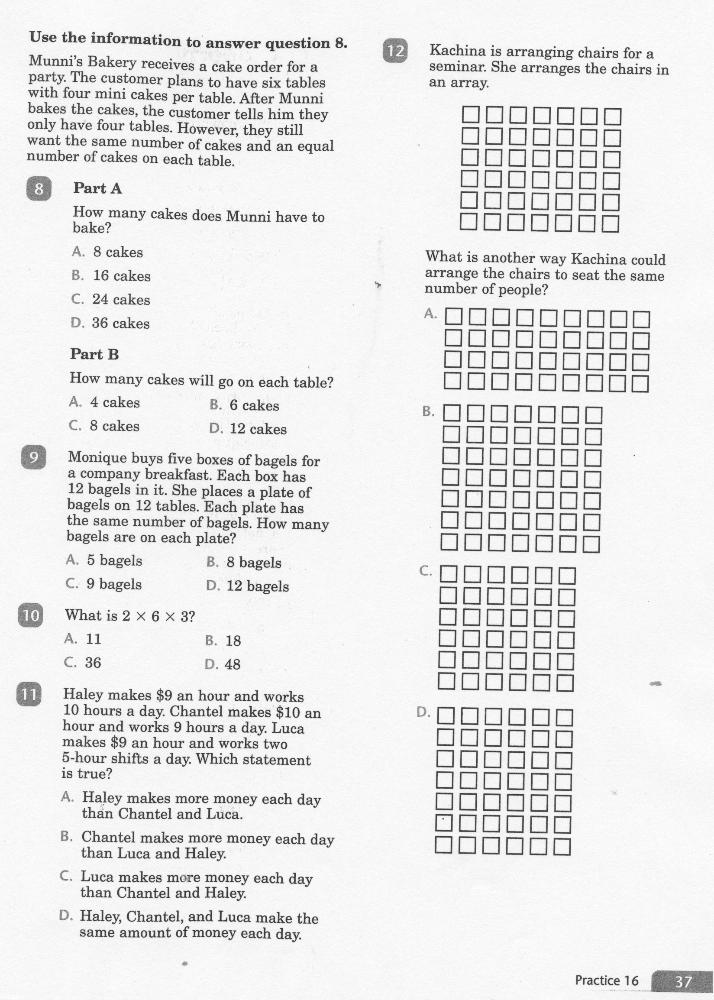 Use the information to answer question 8.
Munni's Bakery receives a cake order for a
party. The customer plans to have six tables
with four mini cakes per table. After Munni
bakes the cakes, the customer tells him they
only have four tables. However, they still
want the same number of cakes and an equal
number of cakes on each table.
8 Part A
How many cakes does Munni have to
bake?
A. 8 cakes
B. 16 cakes
C. 24 cakes
D. 36 cakes
Part B
How many cakes will go on each table?
A. 4 cakes B. 6 cakes
C. 8 cakes D. 12 cakes
9 Monique buys five boxes of bagels for
a company breakfast. Each box has
12 bagels in it. She places a plate of
bagels on 12 tables. Each plate has
the same number of bagels. How many
bagels are on each plate?
A. 5 bagels B. 8 bagels
C. 9 bagels D. 12 bagels
10 What is 2 × 6 × 3?
A. 11 B. 18
C. 36 D. 48
11 Haley makes $9 an hour and works
10 hours a day. Chantel makes $10 an
hour and works 9 hours a day. Luca
makes $9 an hour and works two
5-hour shifts a day. Which statement
is true?
A. Haley makes more money each day
than Chantel and Luca.
B. Chantel makes more money each day
than Luca and Haley.
C. Luca makes more money each day
than Chantel and Haley.
D. Haley, Chantel, and Luca make the
same amount of money each day.
12 Kachina is arranging chairs for a
seminar. She arranges the chairs in
an array.
What is another way Kachina could
arrange the chairs to seat the same
number of people?
A.
B.
C.
D.
Practice 16 37